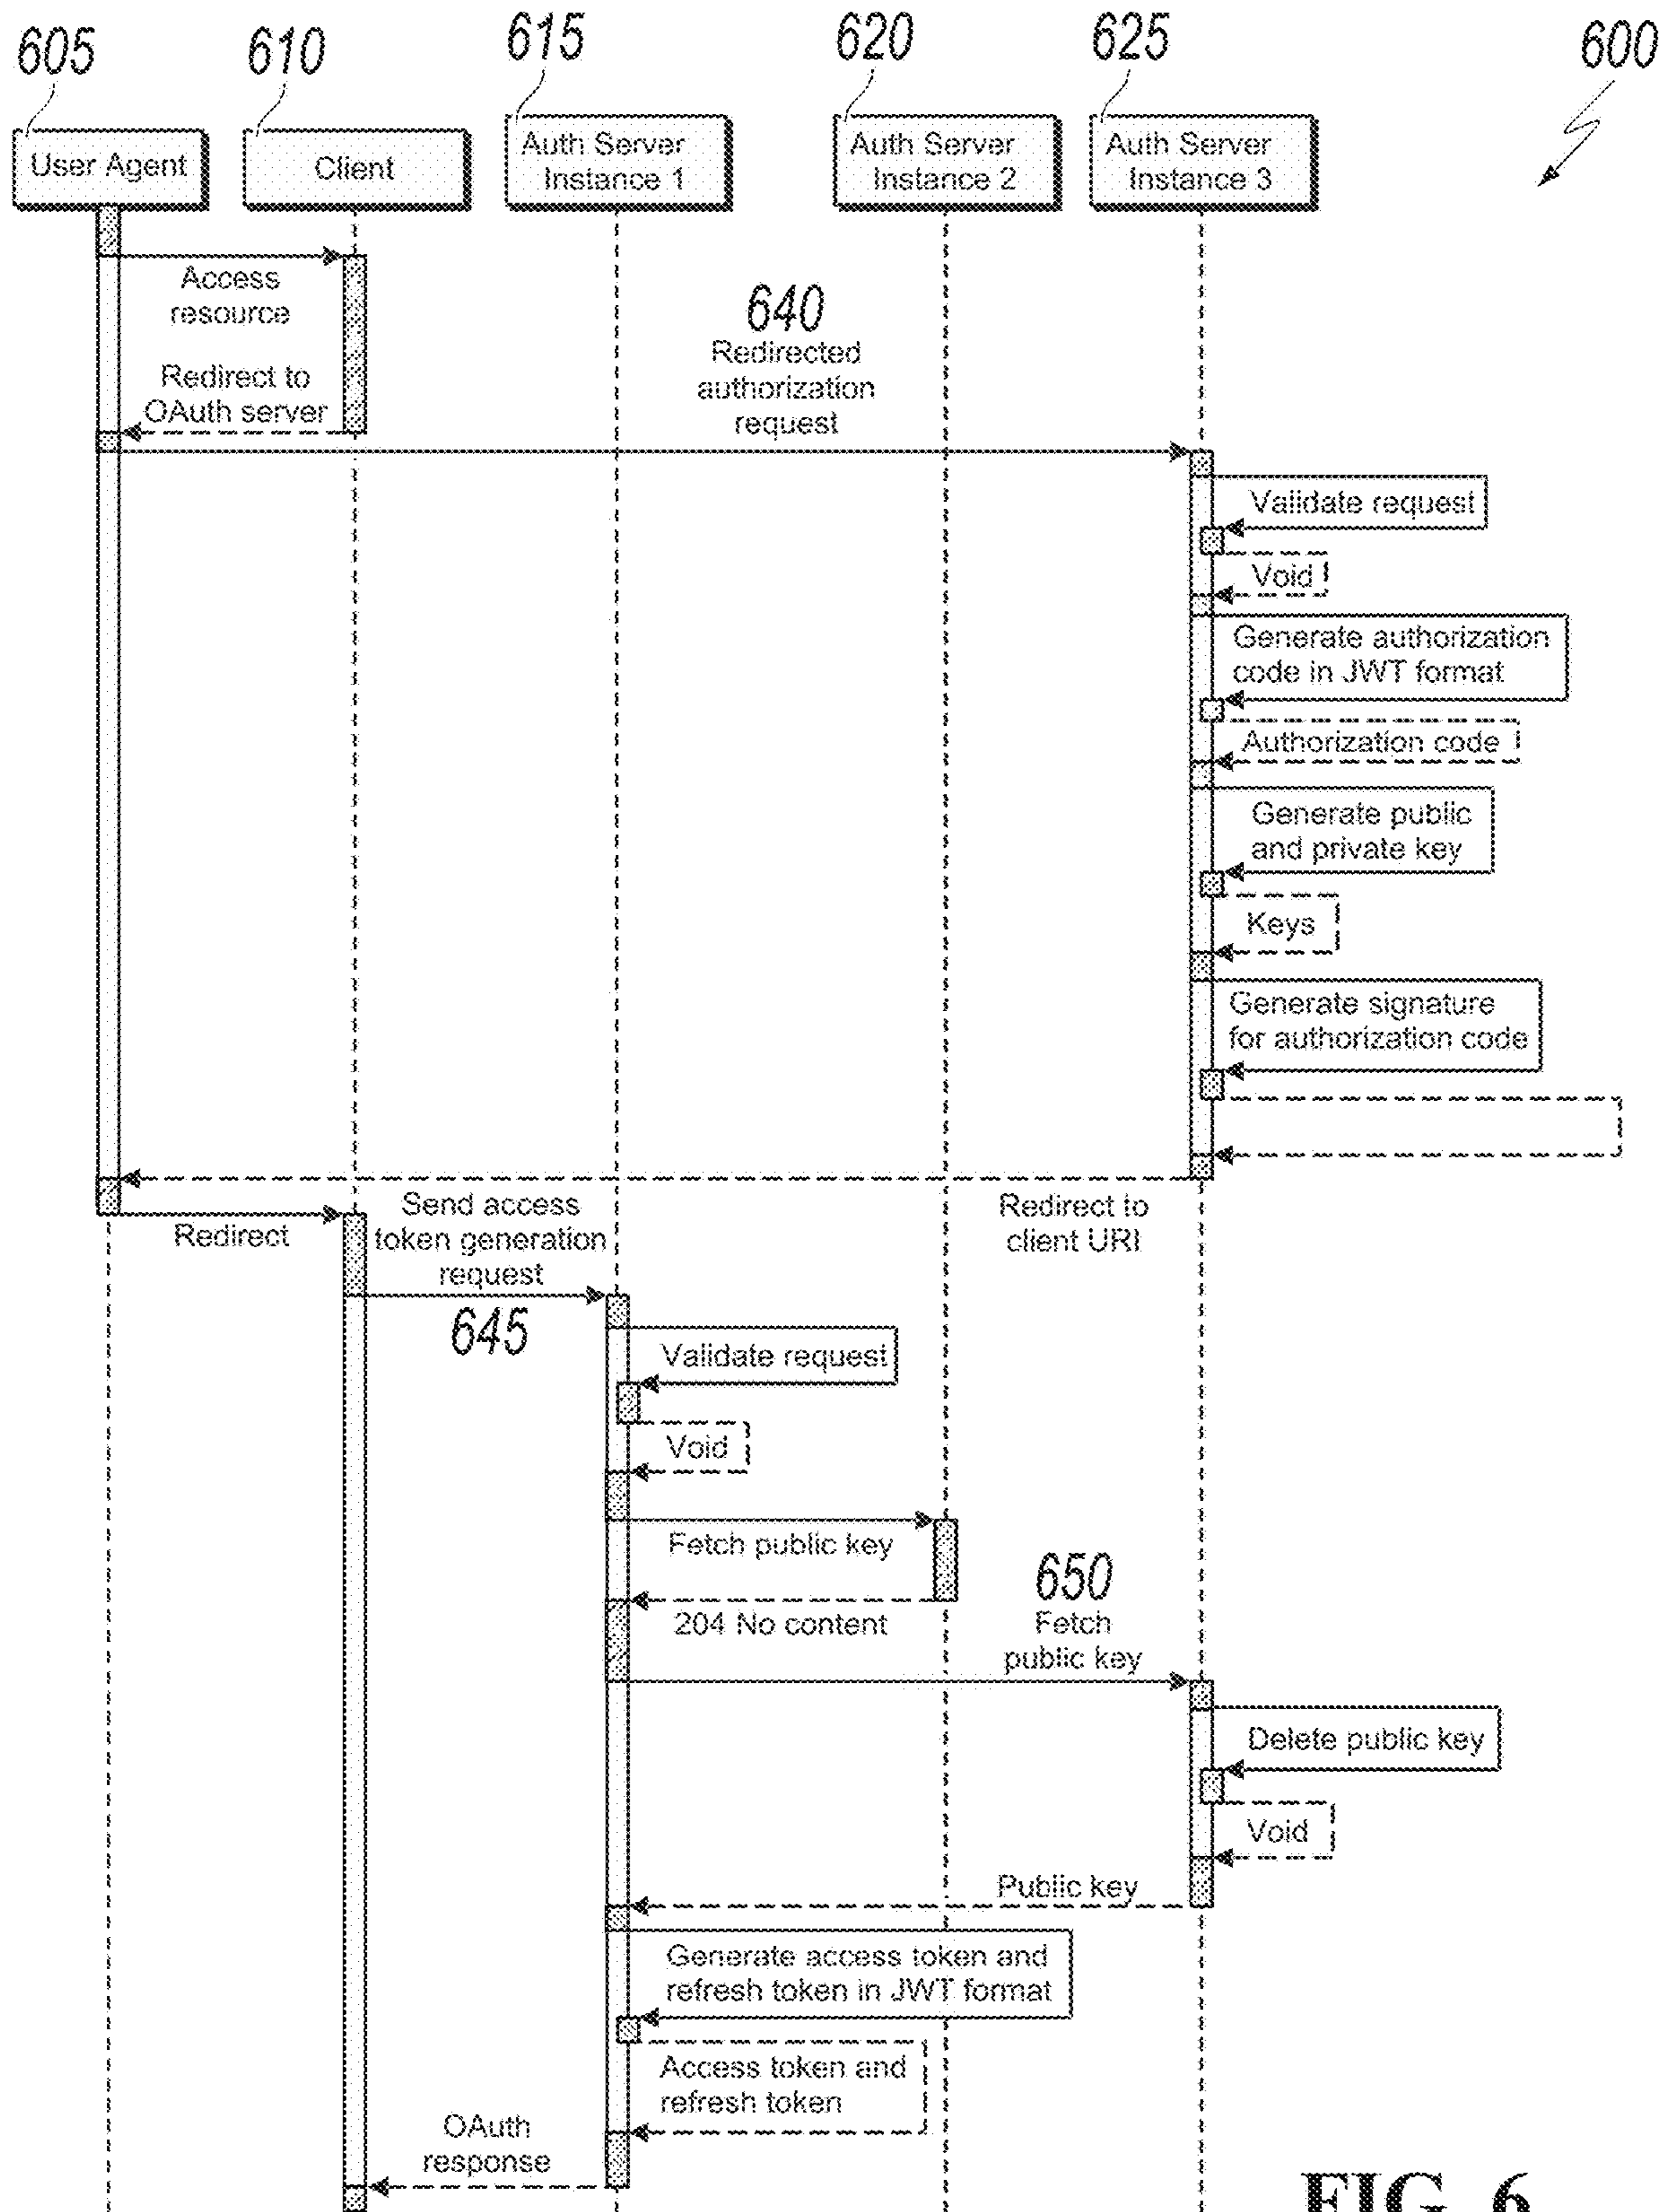 605
610
615
620
625
600
User Agent
Client
Auth Server
Instance 1
Auth Server
Instance 2
Auth Server
Instance 3
Access
resource
Redirect to
OAuth server
640
Redirected
authorization
request
Validate request
Void
Generate authorization
code in JWT format
Authorization code
Generate public
and private key
Keys
Generate signature
for authorization code
Redirect to
client URI
Redirect
Send access
token generation
request
645
Validate request
Void
Fetch public key
204 No content
650
Fetch
public key
Delete public key
Void
Public key
Generate access token and
refresh token in JWT format
Access token and
refresh token
OAuth
response
FIG. 6